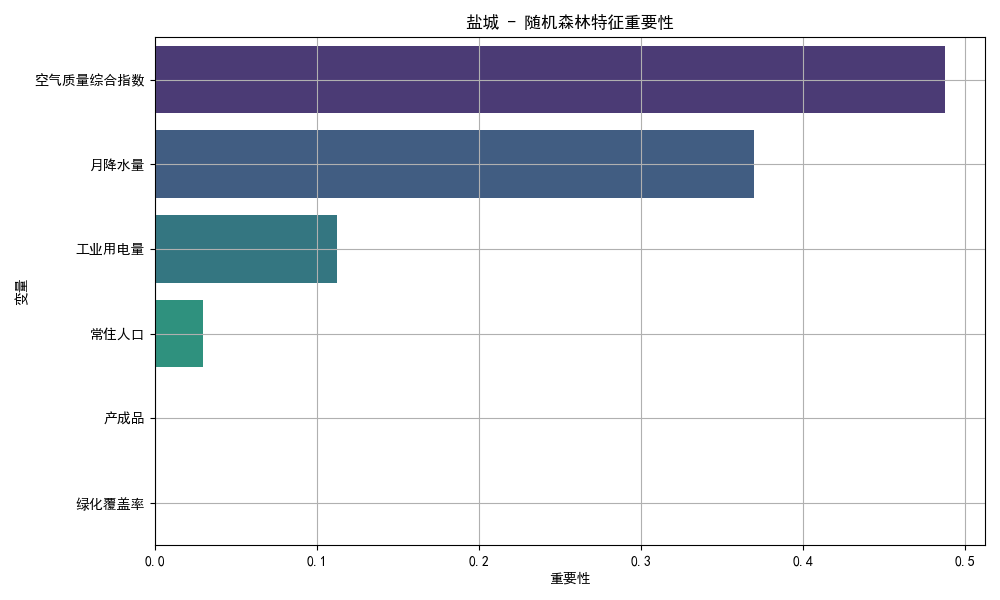 盐城 - 随机森林特征重要性
变量
空气质量综合指数
月降水量
工业用电量
常住人口
产成品
绿化覆盖率
0.0 0.1 0.2 0.3 0.4 0.5
重要性